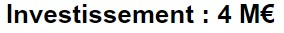 Investissement : 4 M€